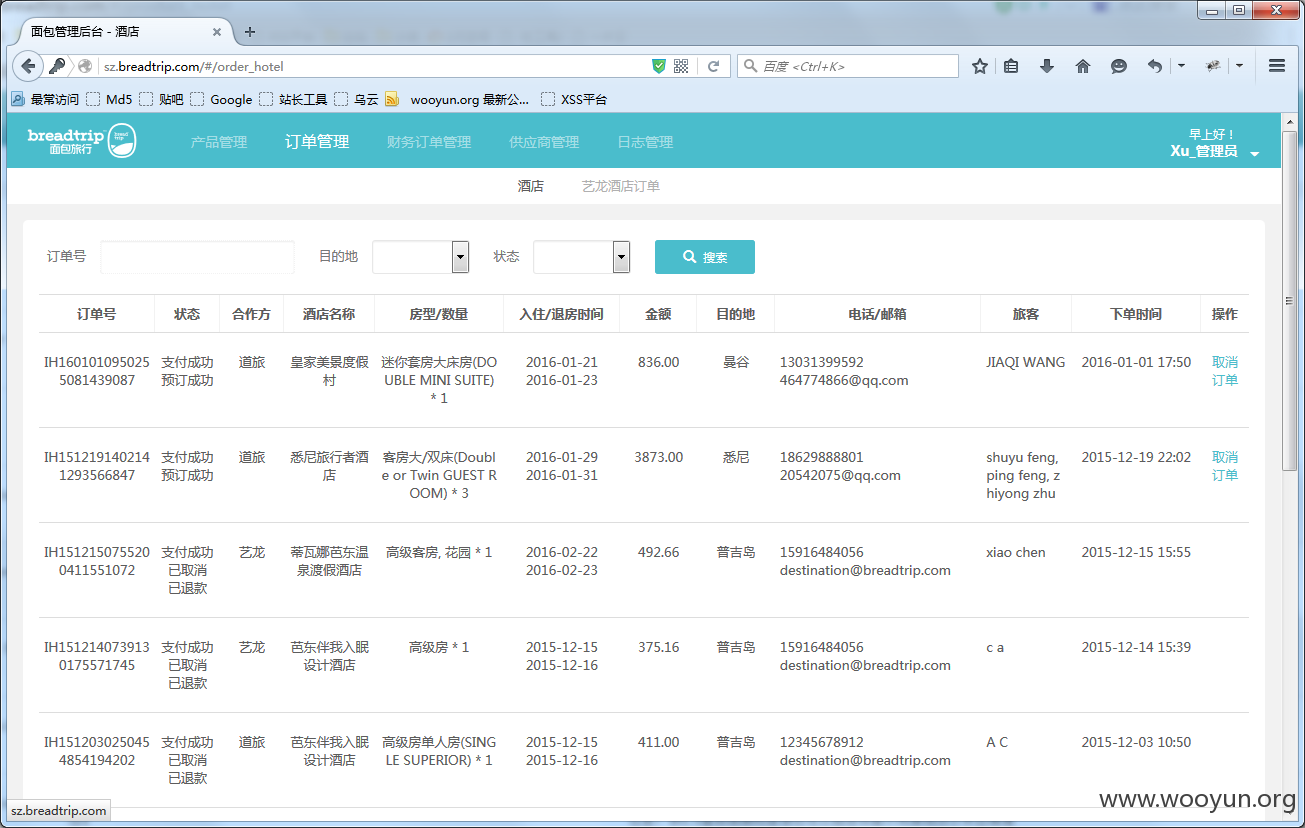 面包管理后台 - 酒店
sz.breadtrip.com/#/order_hotel
百度 <Ctrl+K>
最常访问 Md5 贴吧 Google 站长工具 乌云 wooyun.org 最新公... XSS平台
breadtrip
面包旅行
bread trip
产品管理 订单管理 财务订单管理 供应商管理 日志管理
早上好！
Xu_管理员
酒店 艺龙酒店订单
订单号 目的地 状态 搜索
订单号 状态 合作方 酒店名称 房型/数量 入住/退房时间 金额 目的地 电话/邮箱 旅客 下单时间 操作
IH160101095025 支付成功 道旅 皇家美景度假 迷你套房大床房(DO 2016-01-21 836.00 曼谷 13031399592 JIAQI WANG 2016-01-01 17:50 取消
5081439087 预订成功 村 UBLE MINI SUITE) 2016-01-23 464774866@qq.com 订单
* 1
IH151219140214 支付成功 道旅 悉尼旅行者酒 客房大/双床(Doubl 2016-01-29 3873.00 悉尼 18629888801 shuyu feng, 2015-12-19 22:02 取消
1293566847 预订成功 店 e or Twin GUEST R 2016-01-31 20542075@qq.com ping feng, z 订单
OOM) * 3 hiyong zhu
IH151215075520 支付成功 艺龙 蒂瓦娜芭东温 高级客房, 花园 * 1 2016-02-22 492.66 普吉岛 15916484056 xiao chen 2015-12-15 15:55
0411551072 已取消 泉渡假酒店 2016-02-23 destination@breadtrip.com
已退款
IH151214073913 支付成功 艺龙 芭东伴我入眠 高级房 * 1 2015-12-15 375.16 普吉岛 15916484056 c a 2015-12-14 15:39
0175571745 已取消 设计酒店 2015-12-16 destination@breadtrip.com
已退款
IH151203025045 支付成功 道旅 芭东伴我入眠 高级房单人房(SING 2015-12-15 411.00 普吉岛 12345678912 A C 2015-12-03 10:50
4854194202 已取消 设计酒店 LE SUPERIOR) * 1 2015-12-16 destination@breadtrip.com
已退款
sz.breadtrip.com
www.wooyun.org